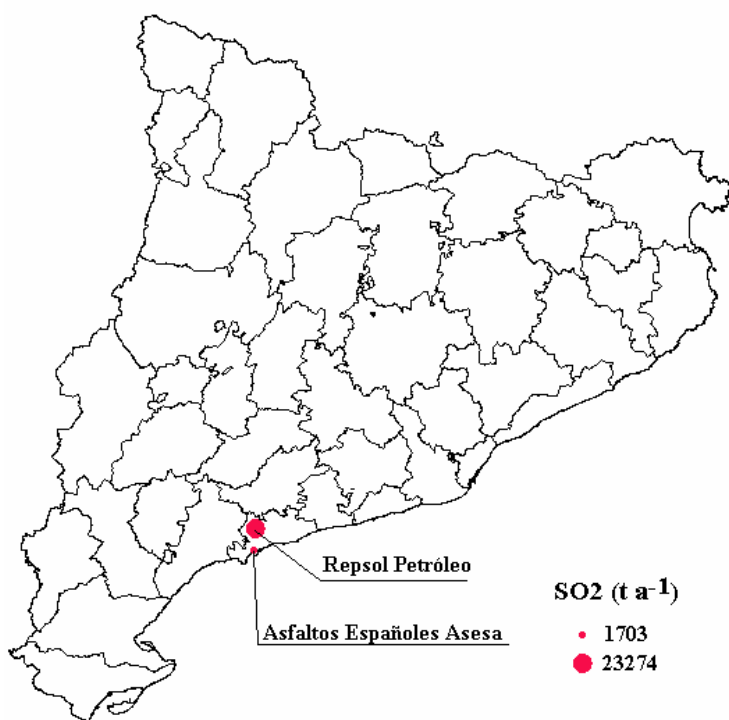 Repsol Petróleo
Asfaltos Españoles Asesa
SO2 (t a-1)
1703
23274